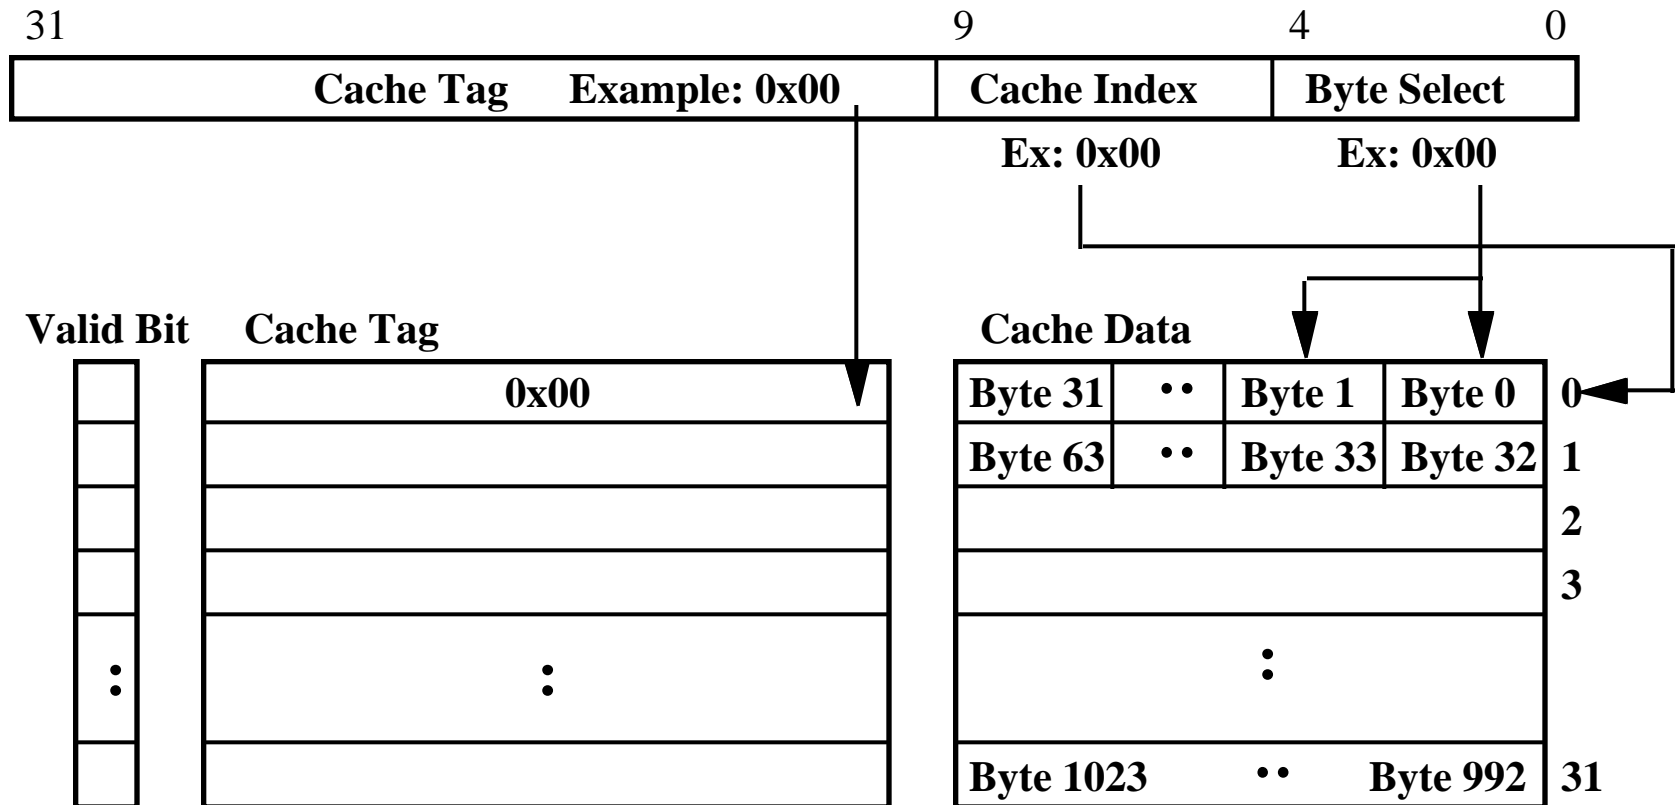 31 9 4 0
Cache Tag Example: 0x00 Cache Index Byte Select
Ex: 0x00 Ex: 0x00
Valid Bit Cache Tag Cache Data
0x00 Byte 31 ·· Byte 1 Byte 0 0
Byte 63 ·· Byte 33 Byte 32 1
2
3
: : :
Byte 1023 ·· Byte 992 31